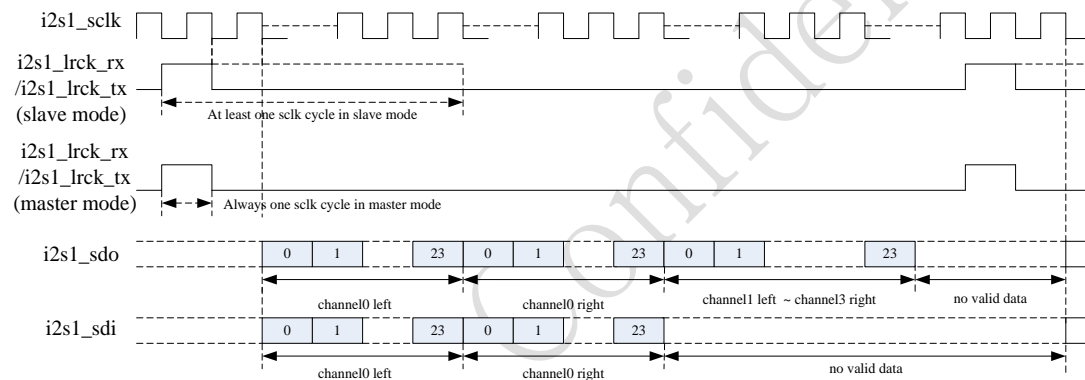 i2s1_sclk
i2s1_lrck_rx
/i2s1_lrck_tx
(slave mode)
At least one sclk cycle in slave mode
i2s1_lrck_rx
/i2s1_lrck_tx
(master mode)
Always one sclk cycle in master mode
i2s1_sdo
0 1 23 0 1 23 0 1 23
channel0 left channel0 right channel1 left ~ channel3 right no valid data
i2s1_sdi
0 1 23 0 1 23
channel0 left channel0 right no valid data